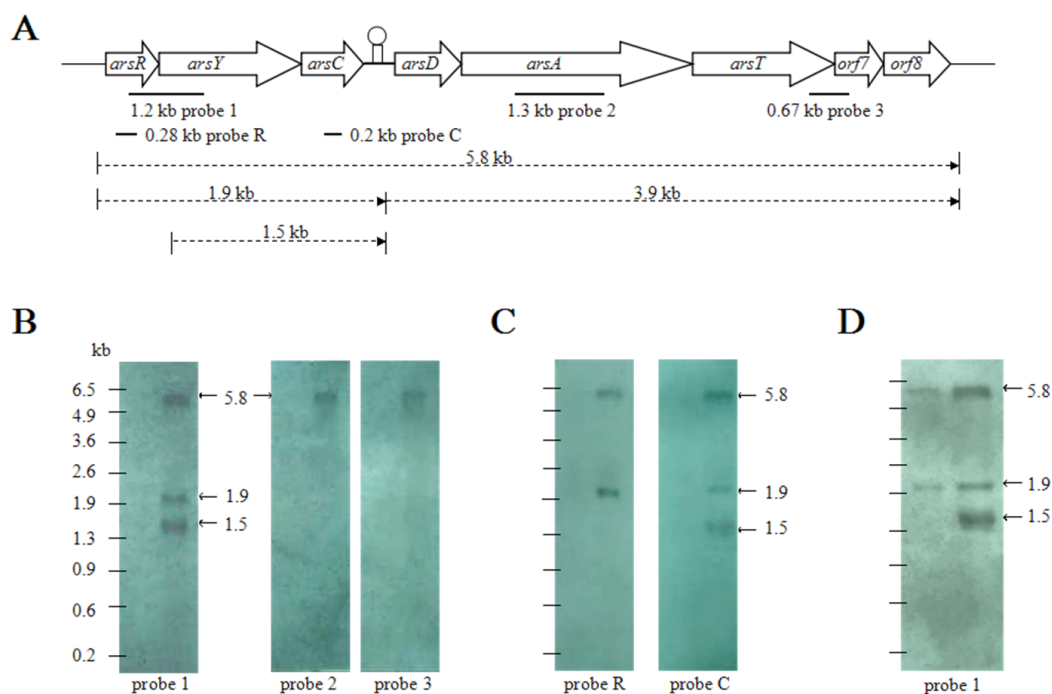 A
arsR arsY arsC arsD arsA arsT orf7 orf8
1.2 kb probe 1 1.3 kb probe 2 0.67 kb probe 3
0.28 kb probe R 0.2 kb probe C
5.8 kb
1.9 kb 3.9 kb
1.5 kb
B
kb
6.5
4.9
3.6
2.6
1.9
1.3
0.9
0.6
0.2
5.8
1.9
1.5
probe 1 probe 2 probe 3
C
5.8
1.9
1.5
probe R probe C
D
5.8
1.9
1.5
probe 1